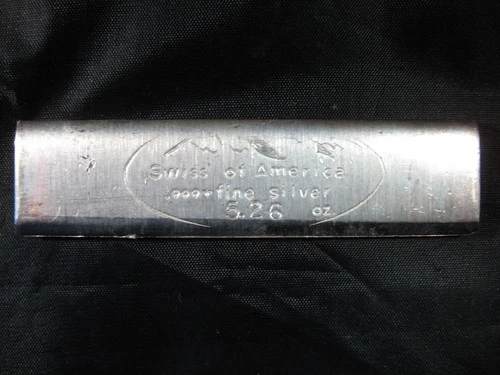 Swiss of America
.999+ fine silver
5.26 oz.